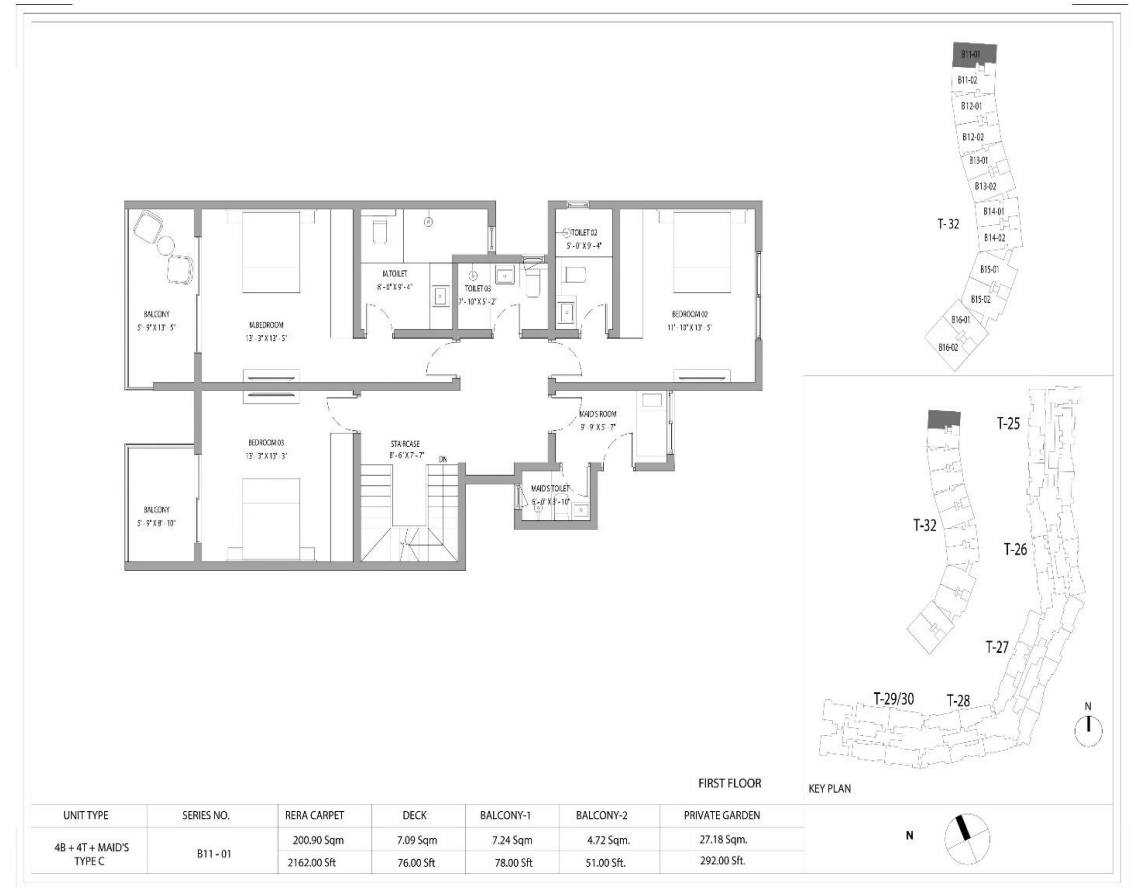 B11-01
B11-02
B12-01
B12-02
B13-01
B13-02
T- 32
B14-01
B14-02
B15-01
B15-02
B16-01
B16-02
TOILET 02
5'-0" X 9'-4"
M.TOILET
8'-0" X 9'-4"
TOILET 03
7'-10" X 5'-2"
BALCONY
5'-9" X 13'-5"
M.BEDROOM
13'-3" X 13'-5"
BEDROOM 02
11'-10" X 13'-5"
MAID'S ROOM
9'-9" X 5'-7"
BEDROOM 03
13'-3" X 13'-3"
STAIRCASE
8'-6" X 7'-7"
DN
MAID'S TOILET
6'-0" X 3'-10"
BALCONY
5'-9" X 8'-10"
T-25
T-32
T-26
T-27
T-29/30
T-28
N
FIRST FLOOR
KEY PLAN
UNIT TYPE SERIES NO. RERA CARPET DECK BALCONY-1 BALCONY-2 PRIVATE GARDEN
4B + 4T + MAID'S
TYPE C
B11 - 01
200.90 Sqm 7.09 Sqm 7.24 Sqm 4.72 Sqm. 27.18 Sqm.
2162.00 Sft 76.00 Sft 78.00 Sft 51.00 Sft. 292.00 Sft.
N